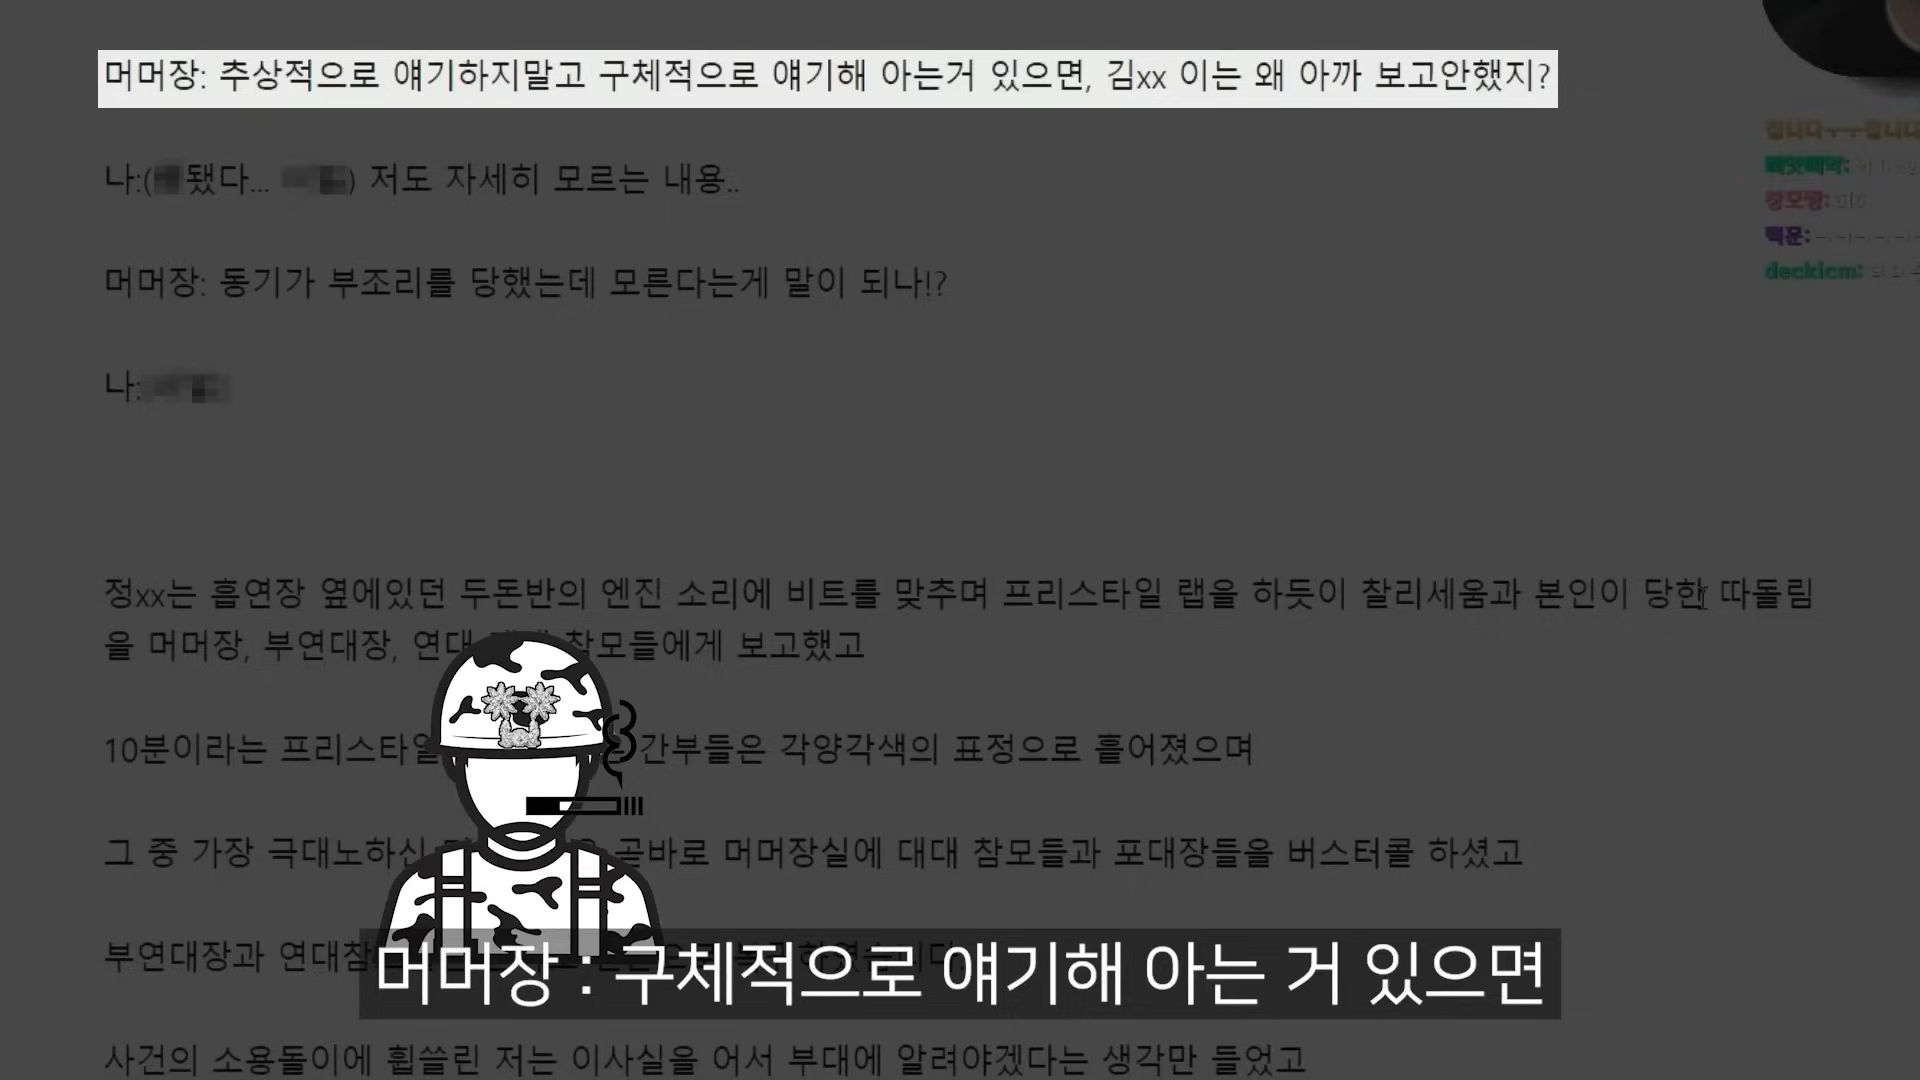 머머장: 추상적으로 얘기하지말고 구체적으로 얘기해 아는거 있으면, 김xx 이는 왜 아까 보고안했지?
나:( 됐다... ) 저도 자세히 모르는 내용..
머머장: 동기가 부조리를 당했는데 모른다는게 말이 되나!?
나:
정xx는 흡연장 옆에있던 두돈반의 엔진 소리에 비트를 맞추며 프리스타일 랩을 하듯이 찰리세움과 본인이 당한 따돌림
을 머머장, 부연대장, 연대 참모들에게 보고했고
10분이라는 프리스타일 간부들은 각양각색의 표정으로 흩어졌으며
그 중 가장 극대노하신 곧바로 머머장실에 대대 참모들과 포대장들을 버스터콜 하셨고
부연대장과 연대참
머머장 : 구체적으로 얘기해 아는 거 있으면
사건의 소용돌이에 휩쓸린 저는 이사실을 어서 부대에 알려야겠다는 생각만 들었고
deckicm: